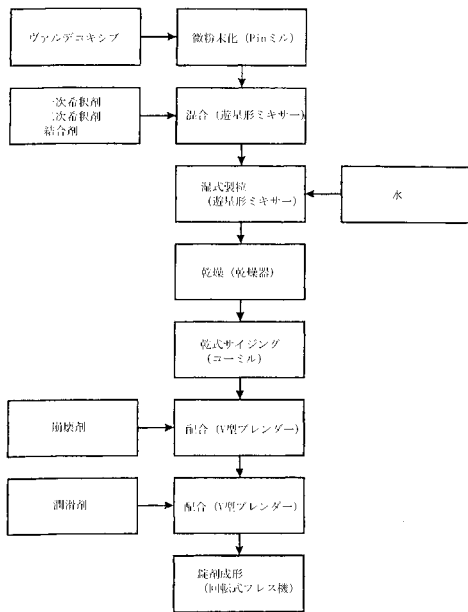 ヴァルデコキシブ
微粉末化(Pinミル)
一次希釈剤
二次希釈剤
結合剤
混合(遊星形ミキサー)
湿式製粒
(遊星形ミキサー)
水
乾燥(乾燥器)
乾式サイジング
(コーミル)
崩壊剤
配合(V型ブレンダー)
潤滑剤
配合(V型ブレンダー)
錠剤成形
(回転式プレス機)